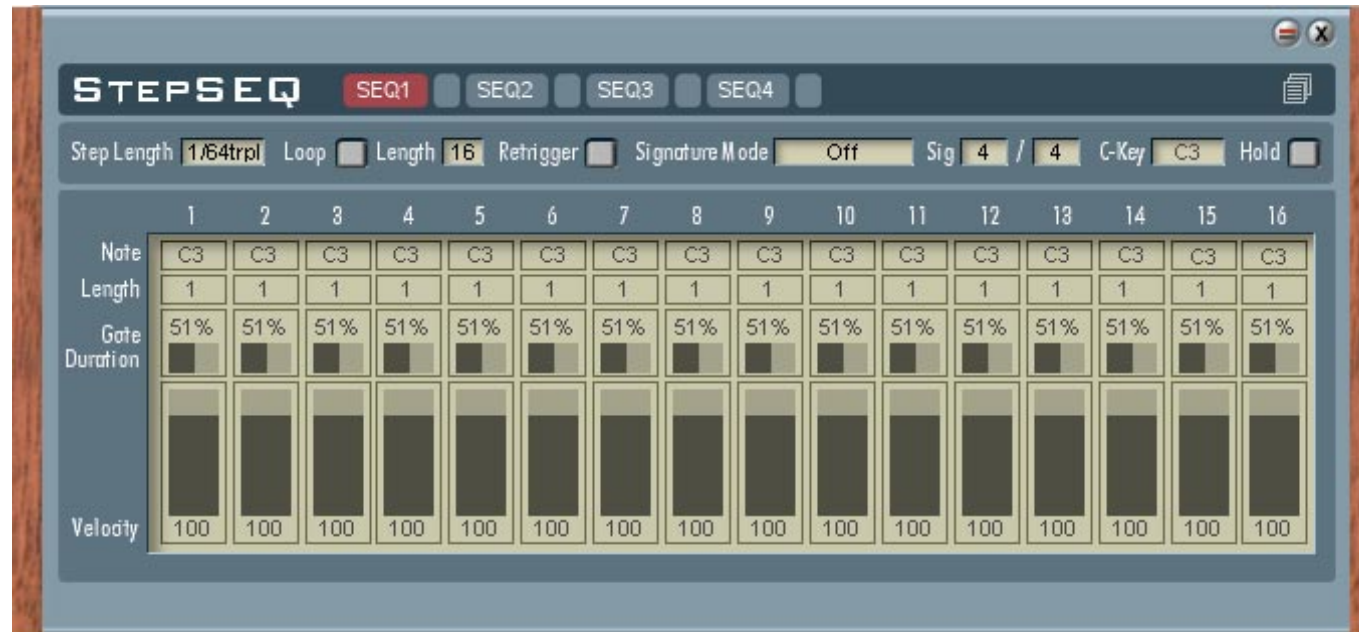 X
STEPSEQ SEQ1 SEQ2 SEQ3 SEQ4
Step Length 1/64trpl Loop Length 16 Retrigger Signature Mode Off Sig 4 / 4 C-Key C3 Hold
1 2 3 4 5 6 7 8 9 10 11 12 13 14 15 16
Note C3 C3 C3 C3 C3 C3 C3 C3 C3 C3 C3 C3 C3 C3 C3 C3
Length 1 1 1 1 1 1 1 1 1 1 1 1 1 1 1 1
Gate 51% 51% 51% 51% 51% 51% 51% 51% 51% 51% 51% 51% 51% 51% 51% 51%
Duration
Velocity 100 100 100 100 100 100 100 100 100 100 100 100 100 100 100 100